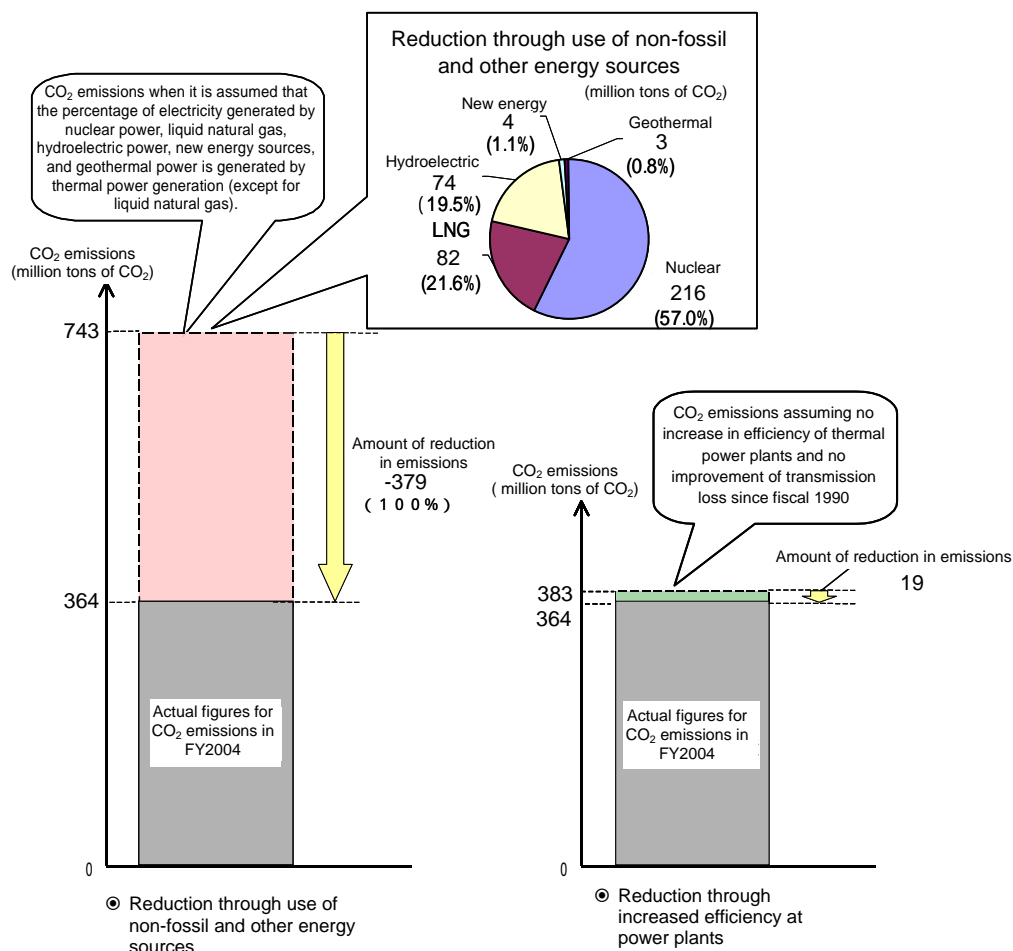 Reduction through use of non-fossil
and other energy sources
(million tons of CO₂)
New energy
4
(1.1%)
Geothermal
3
(0.8%)
Hydroelectric
74
(19.5%)
LNG
82
(21.6%)
Nuclear
216
(57.0%)
CO₂ emissions when it is assumed that
the percentage of electricity generated by
nuclear power, liquid natural gas,
hydroelectric power, new energy sources,
and geothermal power is generated by
thermal power generation (except for
liquid natural gas).
CO₂ emissions
(million tons of CO₂)
743
Amount of reduction
in emissions
-379
(100%)
364
Actual figures for
CO₂ emissions in
FY2004
0
Reduction through use of
non-fossil and other energy
sources
CO₂ emissions assuming no
increase in efficiency of thermal
power plants and no
improvement of transmission
loss since fiscal 1990
CO₂ emissions
( million tons of CO₂)
Amount of reduction in emissions
19
383
364
Actual figures for
CO₂ emissions in
FY2004
0
Reduction through
increased efficiency at
power plants